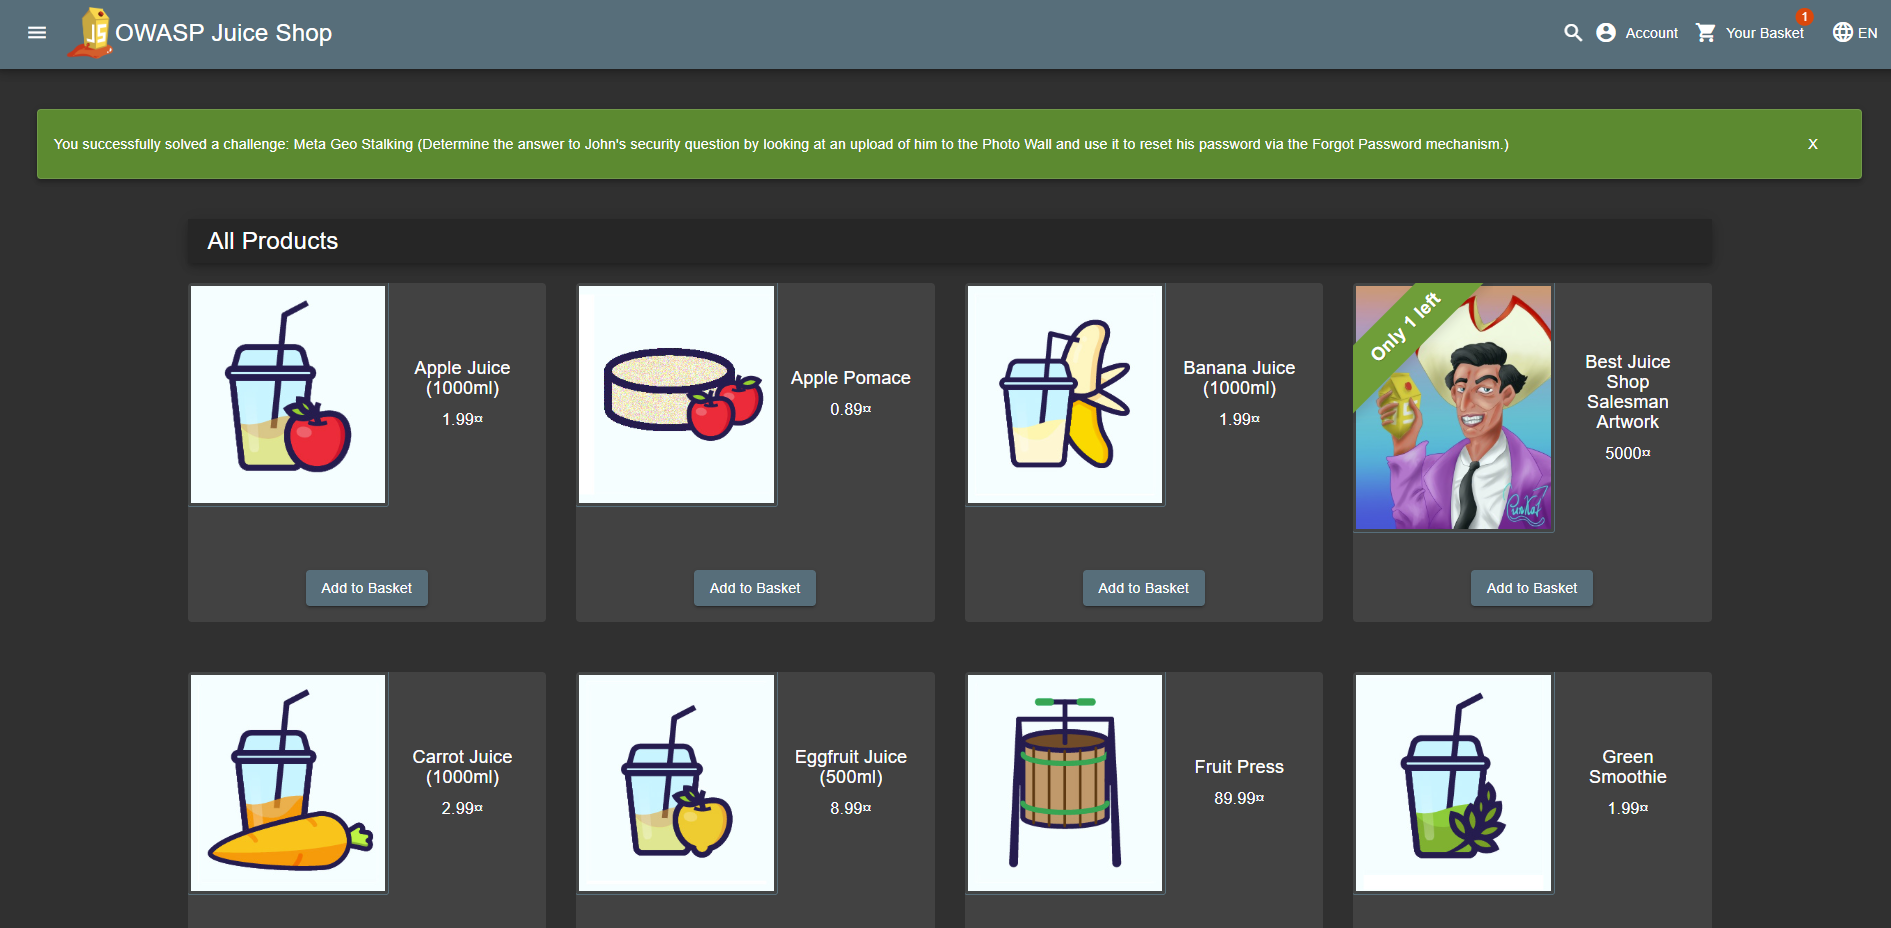 OWASP Juice Shop
Account
Your Basket
1
EN
You successfully solved a challenge: Meta Geo Stalking (Determine the answer to John's security question by looking at an upload of him to the Photo Wall and use it to reset his password via the Forgot Password mechanism.)
X
All Products
Apple Juice
(1000ml)
1.99¤
Add to Basket
Apple Pomace
0.89¤
Add to Basket
Banana Juice
(1000ml)
1.99¤
Add to Basket
Only 1 left
Best Juice
Shop
Salesman
Artwork
5000¤
Add to Basket
Carrot Juice
(1000ml)
2.99¤
Eggfruit Juice
(500ml)
8.99¤
Fruit Press
89.99¤
Green
Smoothie
1.99¤